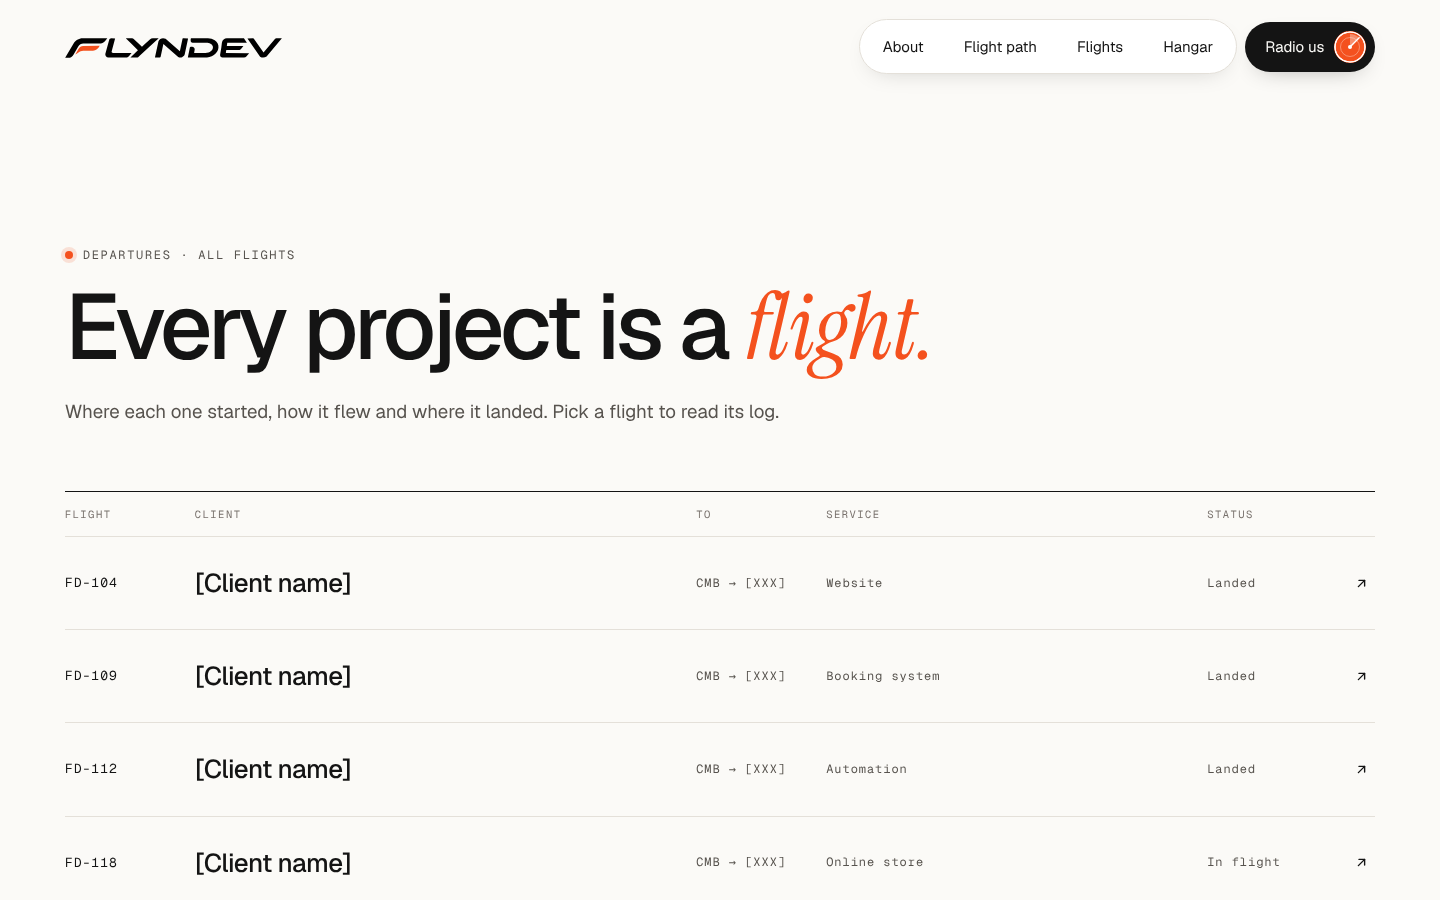 FLYNDEV
About Flight path Flights Hangar Radio us
DEPARTURES · ALL FLIGHTS
Every project is a flight.
Where each one started, how it flew and where it landed. Pick a flight to read its log.
FLIGHT CLIENT TO SERVICE STATUS
FD-104 [Client name] CMB → [XXX] Website Landed ↗
FD-109 [Client name] CMB → [XXX] Booking system Landed ↗
FD-112 [Client name] CMB → [XXX] Automation Landed ↗
FD-118 [Client name] CMB → [XXX] Online store In flight ↗